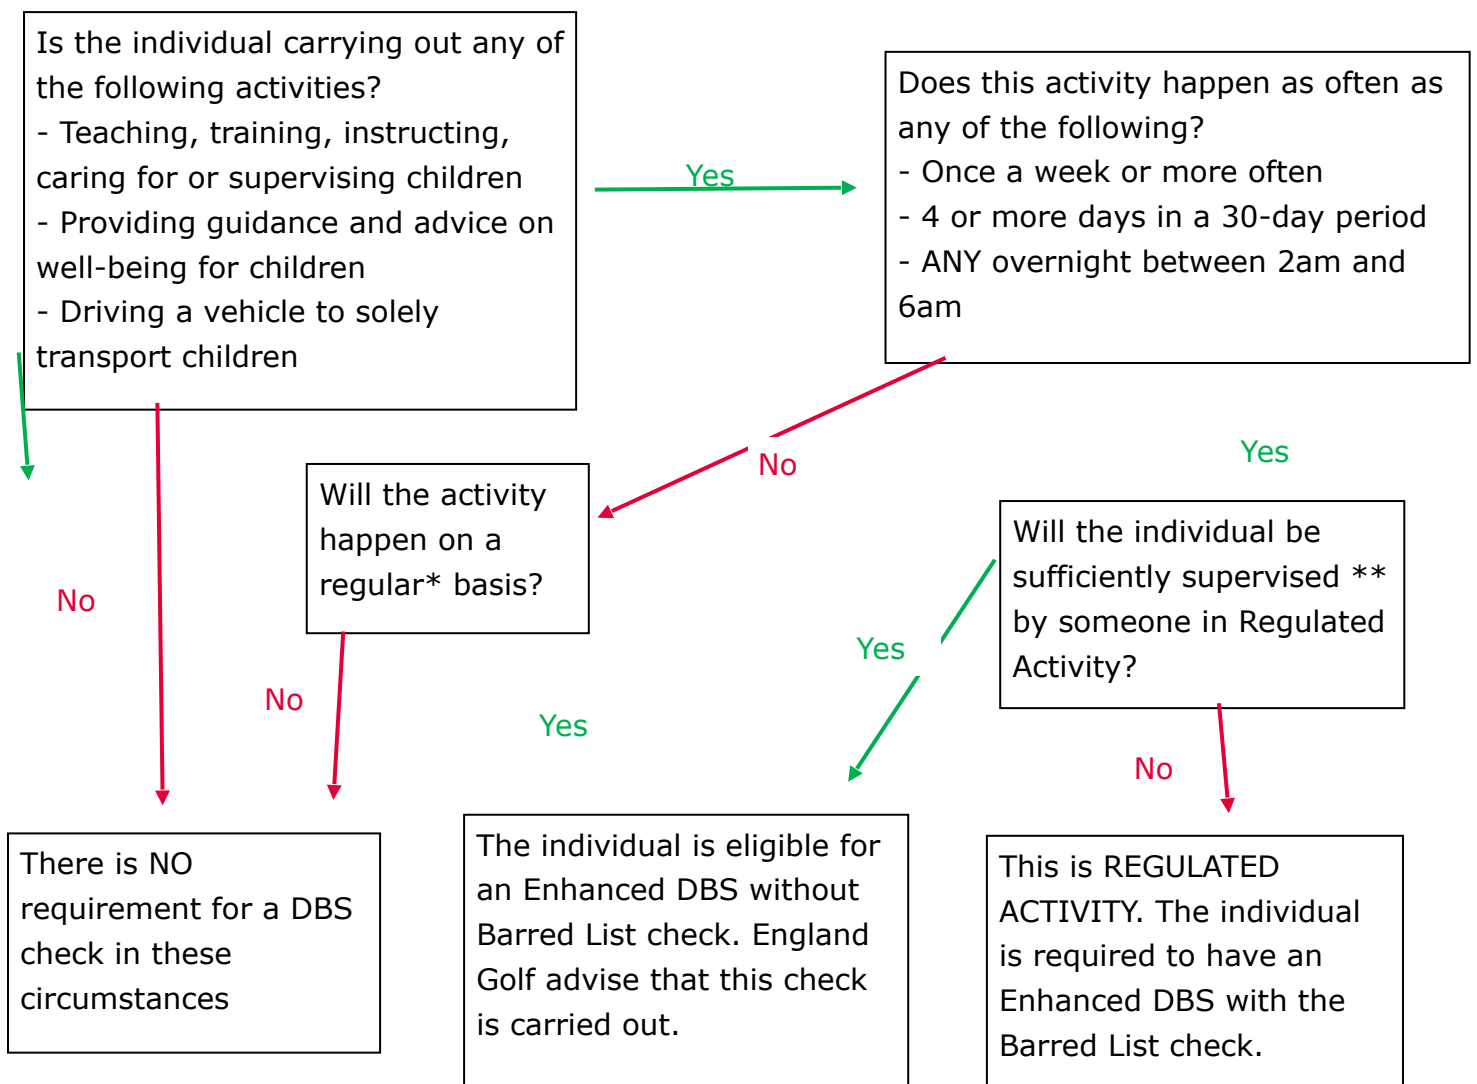 Is the individual carrying out any of
the following activities?
- Teaching, training, instructing,
caring for or supervising children
- Providing guidance and advice on
well-being for children
- Driving a vehicle to solely
transport children
Yes
Does this activity happen as often as
any of the following?
- Once a week or more often
- 4 or more days in a 30-day period
- ANY overnight between 2am and
6am
No
Yes
Will the activity
happen on a
regular* basis?
Will the individual be
sufficiently supervised **
by someone in Regulated
Activity?
No
No
Yes
Yes
No
There is NO
requirement for a DBS
check in these
circumstances
The individual is eligible for
an Enhanced DBS without
Barred List check. England
Golf advise that this check
is carried out.
This is REGULATED
ACTIVITY. The individual
is required to have an
Enhanced DBS with the
Barred List check.